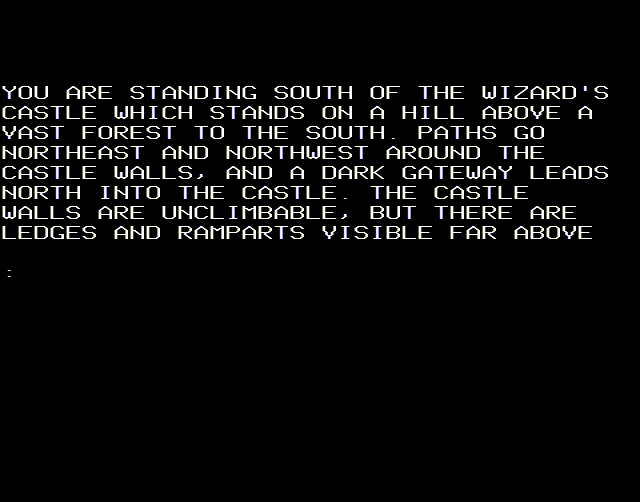 YOU ARE STANDING SOUTH OF THE WIZARD'S
CASTLE WHICH STANDS ON A HILL ABOVE A
VAST FOREST TO THE SOUTH. PATHS GO
NORTHEAST AND NORTHWEST AROUND THE
CASTLE WALLS, AND A DARK GATEWAY LEADS
NORTH INTO THE CASTLE. THE CASTLE
WALLS ARE UNCLIMBABLE, BUT THERE ARE
LEDGES AND RAMPARTS VISIBLE FAR ABOVE
: